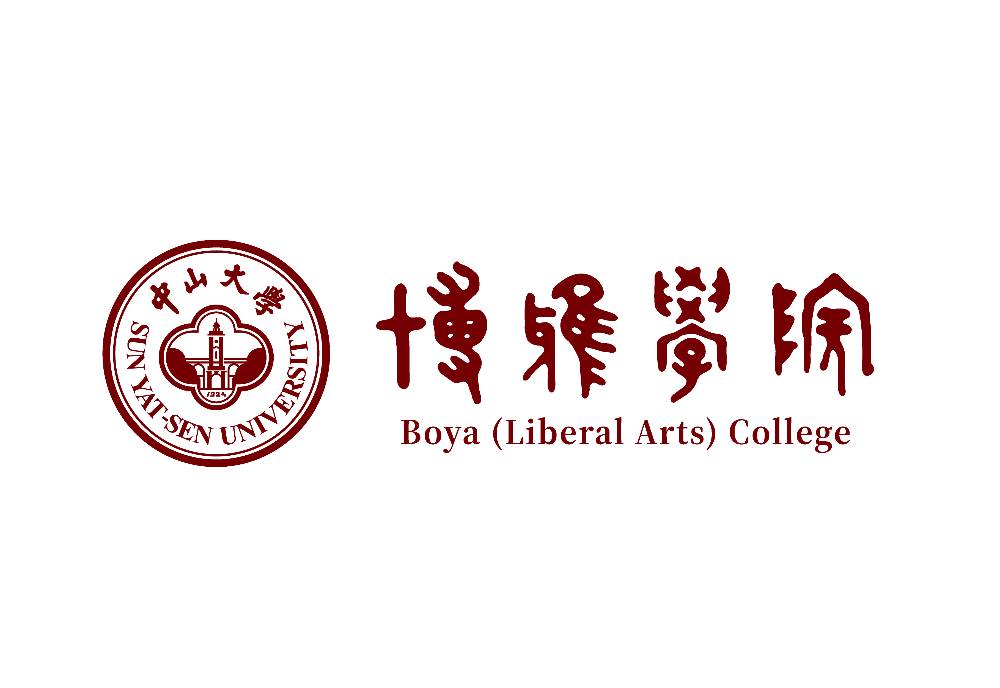 中山大學
SUN YAT-SEN UNIVERSITY
1924
博雅學院
Boya (Liberal Arts) College